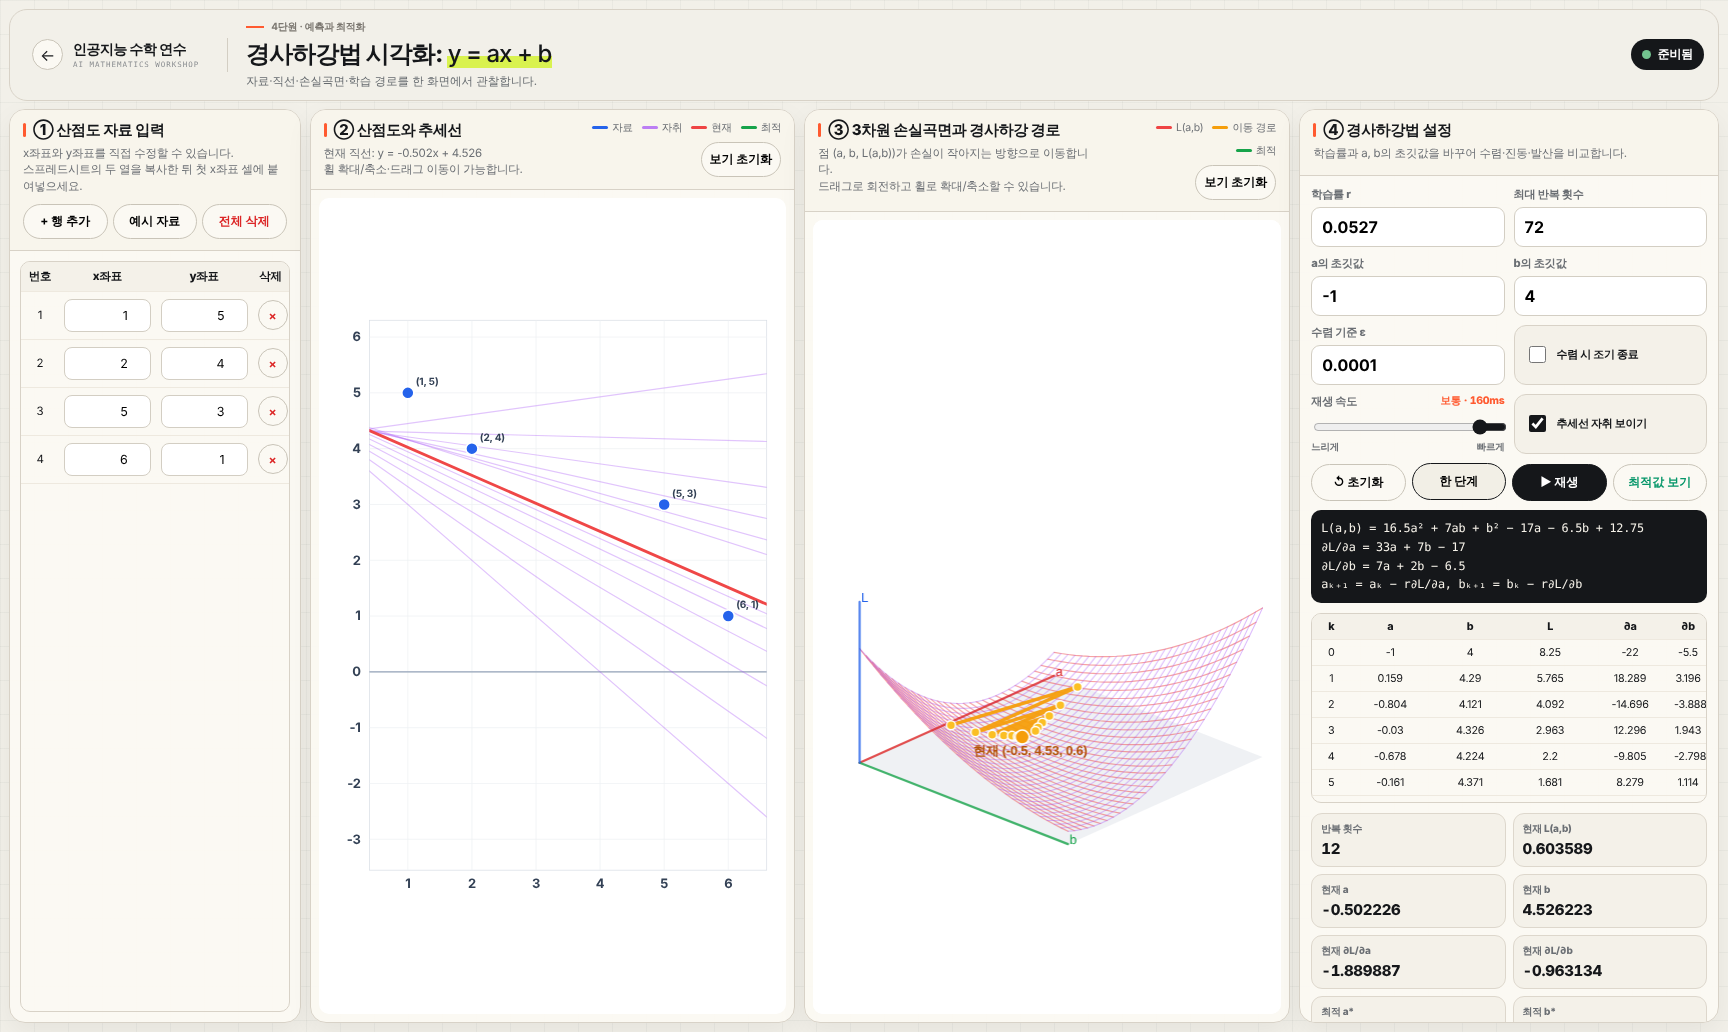 ←
인공지능 수학 연수
AI MATHEMATICS WORKSHOP
4단원 · 예측과 최적화
경사하강법 시각화: y = ax + b
자료·직선·손실곡면·학습 경로를 한 화면에서 관찰합니다.
준비됨
① 산점도 자료 입력
x좌표와 y좌표를 직접 수정할 수 있습니다.
스프레드시트의 두 열을 복사한 뒤 첫 x좌표 셀에 붙
여넣으세요.
+ 행 추가 예시 자료 전체 삭제
번호 x좌표 y좌표 삭제
1 1 5 ×
2 2 4 ×
3 5 3 ×
4 6 1 ×
② 산점도와 추세선
자료 자취 현재 최적
현재 직선: y = -0.502x + 4.526
휠 확대/축소·드래그 이동이 가능합니다.
보기 초기화
6
5
4
3
2
1
0
-1
-2
-3
(1, 5)
(2, 4)
(5, 3)
(6, 1)
1 2 3 4 5 6
③ 3차원 손실곡면과 경사하강 경로
L(a,b) 이동 경로
최적
점 (a, b, L(a,b))가 손실이 작아지는 방향으로 이동합니
다.
드래그로 회전하고 휠로 확대/축소할 수 있습니다.
보기 초기화
L
a
현재 (-0.5, 4.53, 0.6)
b
④ 경사하강법 설정
학습률과 a, b의 초깃값을 바꾸어 수렴·진동·발산을 비교합니다.
학습률 r 최대 반복 횟수
0.0527 72
a의 초깃값 b의 초깃값
-1 4
수렴 기준 ε
0.0001 수렴 시 조기 종료
재생 속도 보통 · 160ms
추세선 자취 보이기
느리게 빠르게
↺ 초기화 한 단계 ▶ 재생 최적값 보기
L(a,b) = 16.5a² + 7ab + b² − 17a − 6.5b + 12.75
∂L/∂a = 33a + 7b − 17
∂L/∂b = 7a + 2b − 6.5
aₖ₊₁ = aₖ − r∂L/∂a, bₖ₊₁ = bₖ − r∂L/∂b
k a b L ∂a ∂b
0 -1 4 8.25 -22 -5.5
1 0.159 4.29 5.765 18.289 3.196
2 -0.804 4.121 4.092 -14.696 -3.888
3 -0.03 4.326 2.963 12.296 1.943
4 -0.678 4.224 2.2 -9.805 -2.798
5 -0.161 4.371 1.681 8.279 1.114
반복 횟수 현재 L(a,b)
12 0.603589
현재 a 현재 b
-0.502226 4.526223
현재 ∂L/∂a 현재 ∂L/∂b
-1.889887 -0.963134
최적 a* 최적 b*